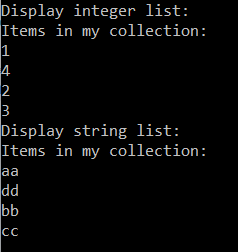 Display integer list:
Items in my collection:
1
4
2
3
Display string list:
Items in my collection:
aa
dd
bb
cc